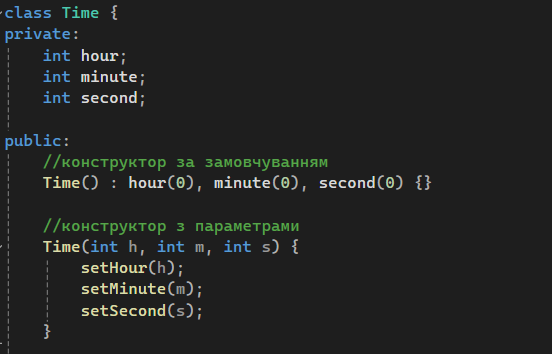 class Time {
private:
int hour;
int minute;
int second;
public:
//конструктор за замовчуванням
Time() : hour(0), minute(0), second(0) {}
//конструктор з параметрами
Time(int h, int m, int s) {
setHour(h);
setMinute(m);
setSecond(s);
}